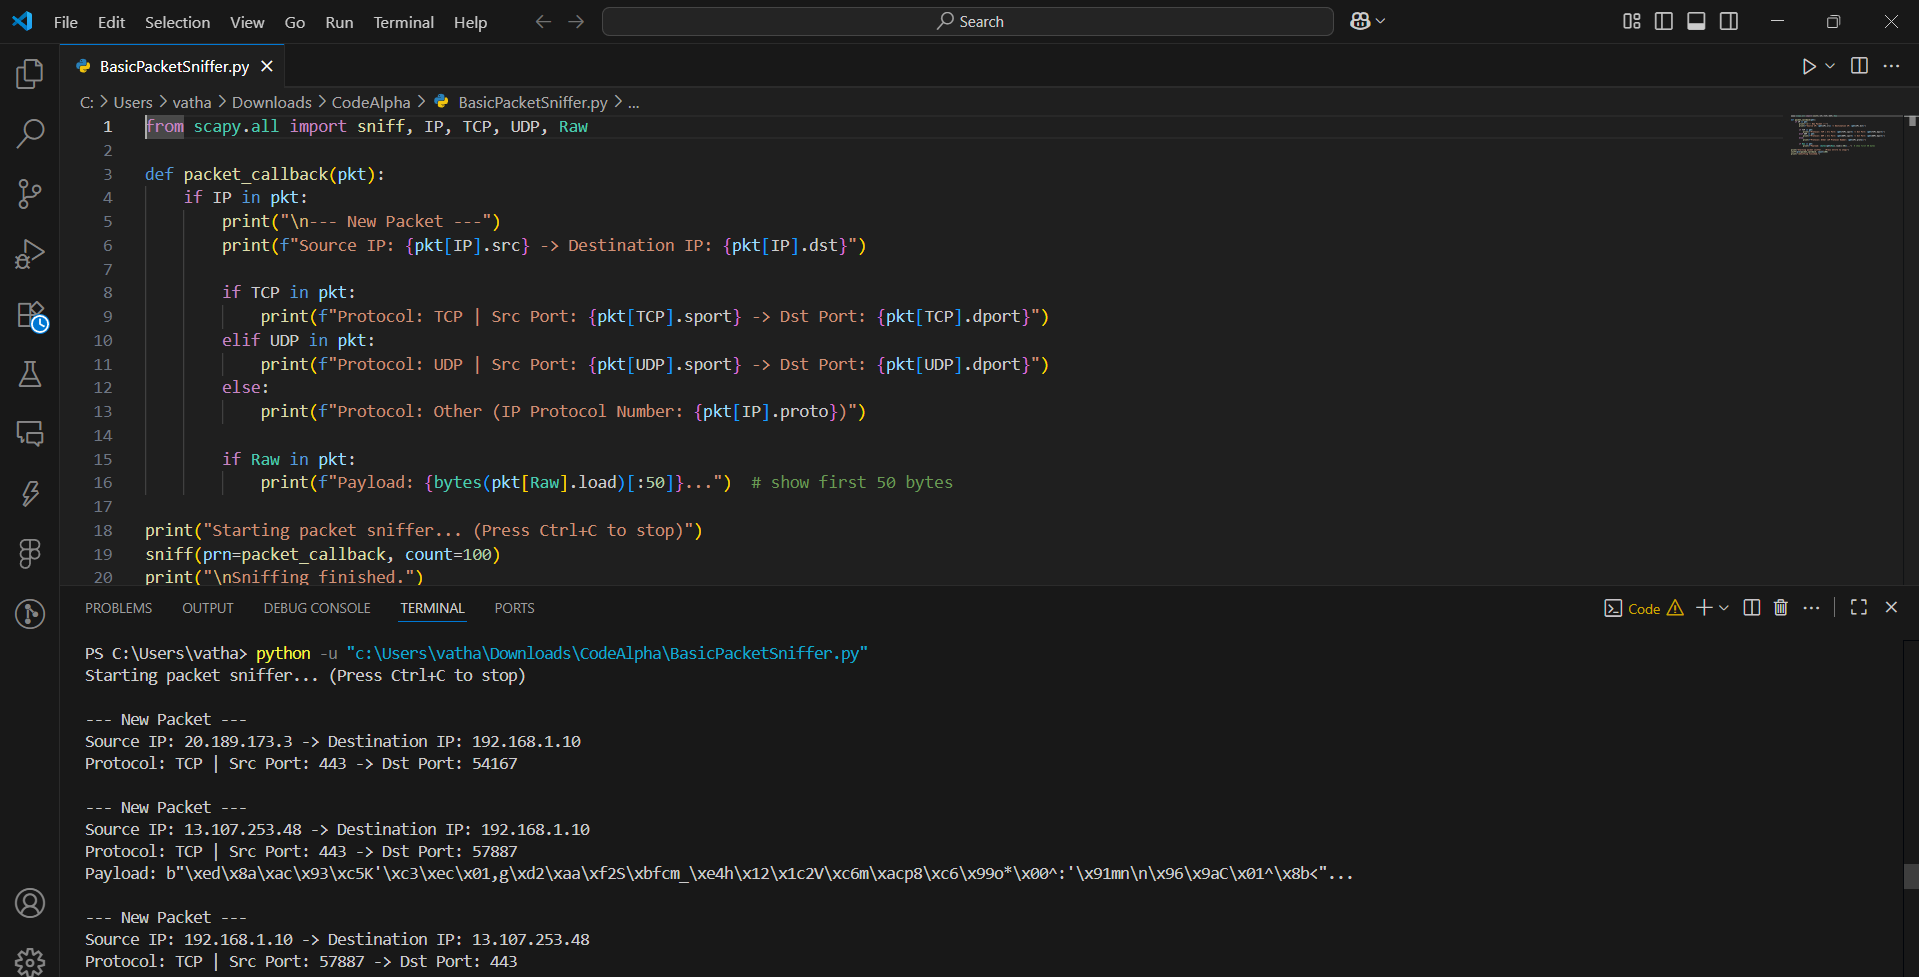 File Edit Selection View Go Run Terminal Help Search
BasicPacketSniffer.py
C: > Users > vatha > Downloads > CodeAlpha > BasicPacketSniffer.py > ...
1 from scapy.all import sniff, IP, TCP, UDP, Raw
2
3 def packet_callback(pkt):
4 if IP in pkt:
5 print("\n--- New Packet ---")
6 print(f"Source IP: {pkt[IP].src} -> Destination IP: {pkt[IP].dst}")
7
8 if TCP in pkt:
9 print(f"Protocol: TCP | Src Port: {pkt[TCP].sport} -> Dst Port: {pkt[TCP].dport}")
10 elif UDP in pkt:
11 print(f"Protocol: UDP | Src Port: {pkt[UDP].sport} -> Dst Port: {pkt[UDP].dport}")
12 else:
13 print(f"Protocol: Other (IP Protocol Number: {pkt[IP].proto})")
14
15 if Raw in pkt:
16 print(f"Payload: {bytes(pkt[Raw].load)[:50]}...") # show first 50 bytes
17
18 print("Starting packet sniffer... (Press Ctrl+C to stop)")
19 sniff(prn=packet_callback, count=100)
20 print("\nSniffing finished.")
PROBLEMS OUTPUT DEBUG CONSOLE TERMINAL PORTS Code
PS C:\Users\vatha> python -u "c:\Users\vatha\Downloads\CodeAlpha\BasicPacketSniffer.py"
Starting packet sniffer... (Press Ctrl+C to stop)
--- New Packet ---
Source IP: 20.189.173.3 -> Destination IP: 192.168.1.10
Protocol: TCP | Src Port: 443 -> Dst Port: 54167
--- New Packet ---
Source IP: 13.107.253.48 -> Destination IP: 192.168.1.10
Protocol: TCP | Src Port: 443 -> Dst Port: 57887
Payload: b"\xed\x8a\xac\x93\xc5K'\xc3\xec\x01,g\xd2\xaa\xf2S\xbfcm_\xe4h\x12\x1c2V\xc6m\xacp8\xc6\x99o*\x00^:'\x91mn\n\x96\x9aC\x01^\x8b<"...
--- New Packet ---
Source IP: 192.168.1.10 -> Destination IP: 13.107.253.48
Protocol: TCP | Src Port: 57887 -> Dst Port: 443